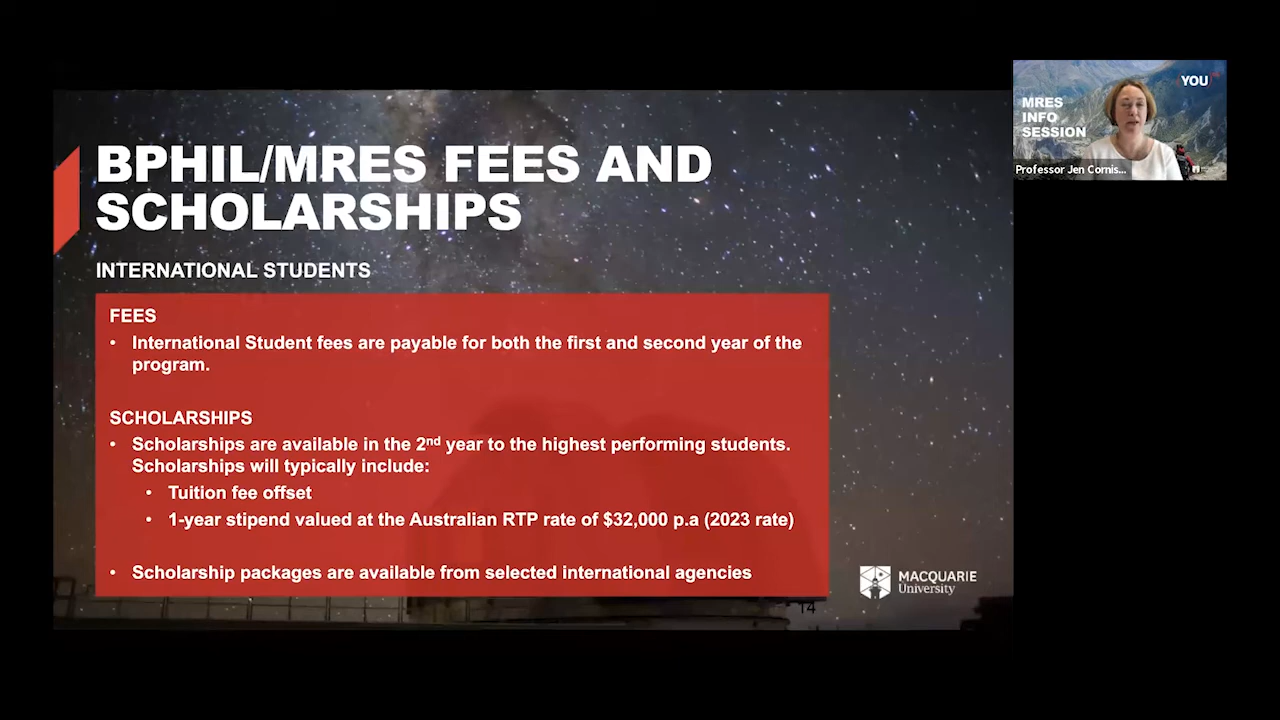 BPHIL/MRES FEES AND
SCHOLARSHIPS
INTERNATIONAL STUDENTS
FEES
• International Student fees are payable for both the first and second year of the
program.
SCHOLARSHIPS
• Scholarships are available in the 2nd year to the highest performing students.
Scholarships will typically include:
• Tuition fee offset
• 1-year stipend valued at the Australian RTP rate of $32,000 p.a (2023 rate)
• Scholarship packages are available from selected international agencies
MACQUARIE
University
14
YOU
MRES
INFO
SESSION
Professor Jen Cornis...